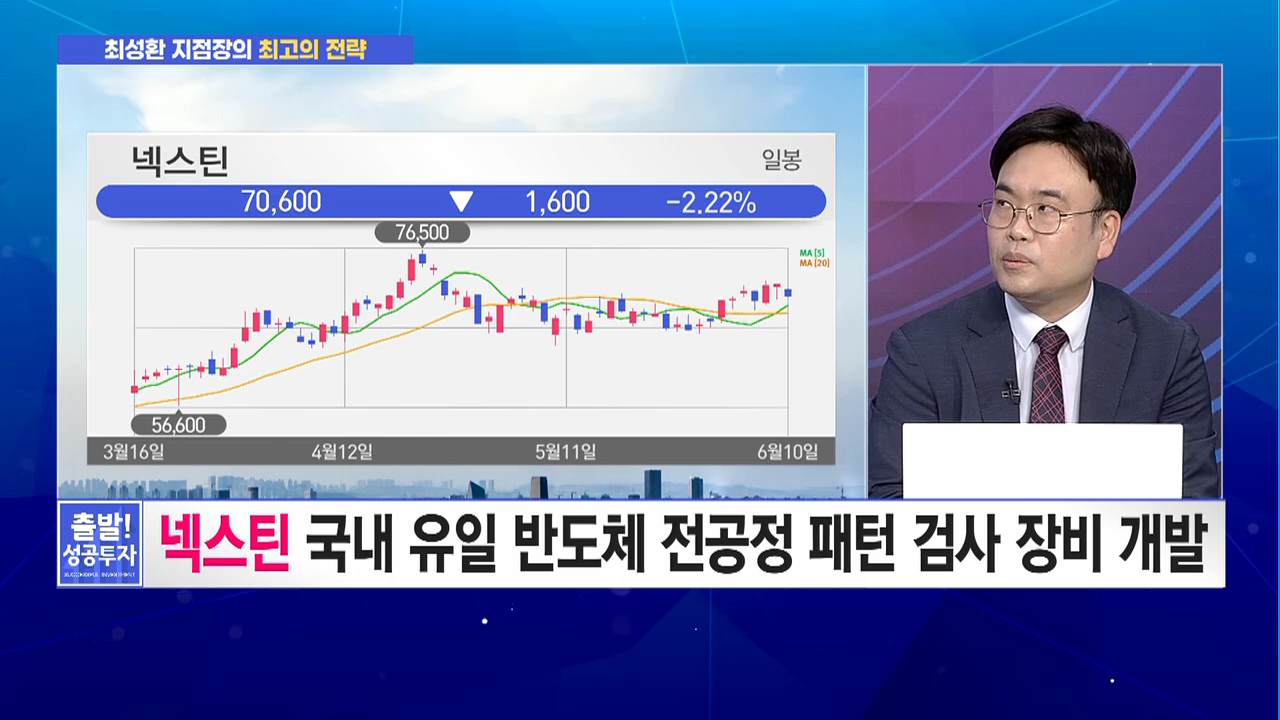 최성환 지점장의 최고의 전략
넥스틴
일봉
70,600 ▼ 1,600 -2.22%
76,500
MA [5]
MA [20]
56,600
3월16일 4월12일 5월11일 6월10일
출발!
성공투자
SUCCESSFUL INVESTMENT
넥스틴 국내 유일 반도체 전공정 패턴 검사 장비 개발